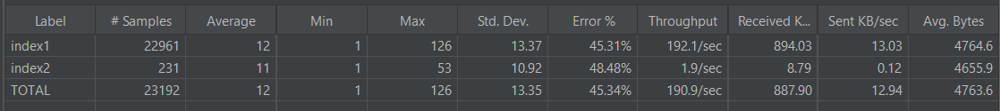 Label # Samples Average Min Max Std. Dev. Error % Throughput Received K... Sent KB/sec Avg. Bytes
index1 22961 12 1 126 13.37 45.31% 192.1/sec 894.03 13.03 4764.6
index2 231 11 1 53 10.92 48.48% 1.9/sec 8.79 0.12 4655.9
TOTAL 23192 12 1 126 13.35 45.34% 190.9/sec 887.90 12.94 4763.6